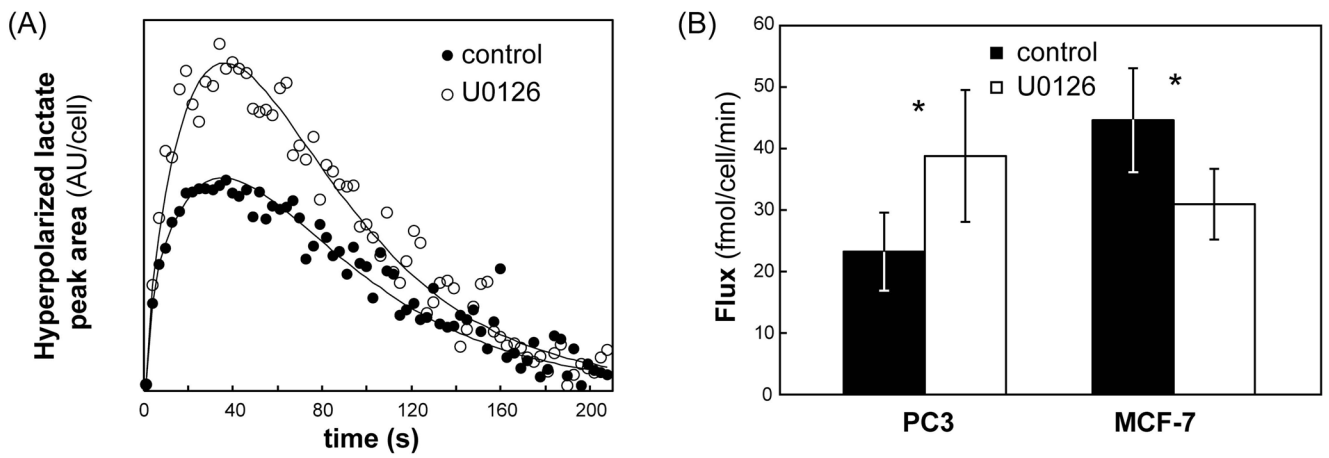 (A)
Hyperpolarized lactate
peak area (AU/cell)
control
U0126
0 40 80 120 160 200
time (s)
(B)
Flux (fmol/cell/min)
60
50
40
30
20
10
0
control
U0126
* *
PC3 MCF-7